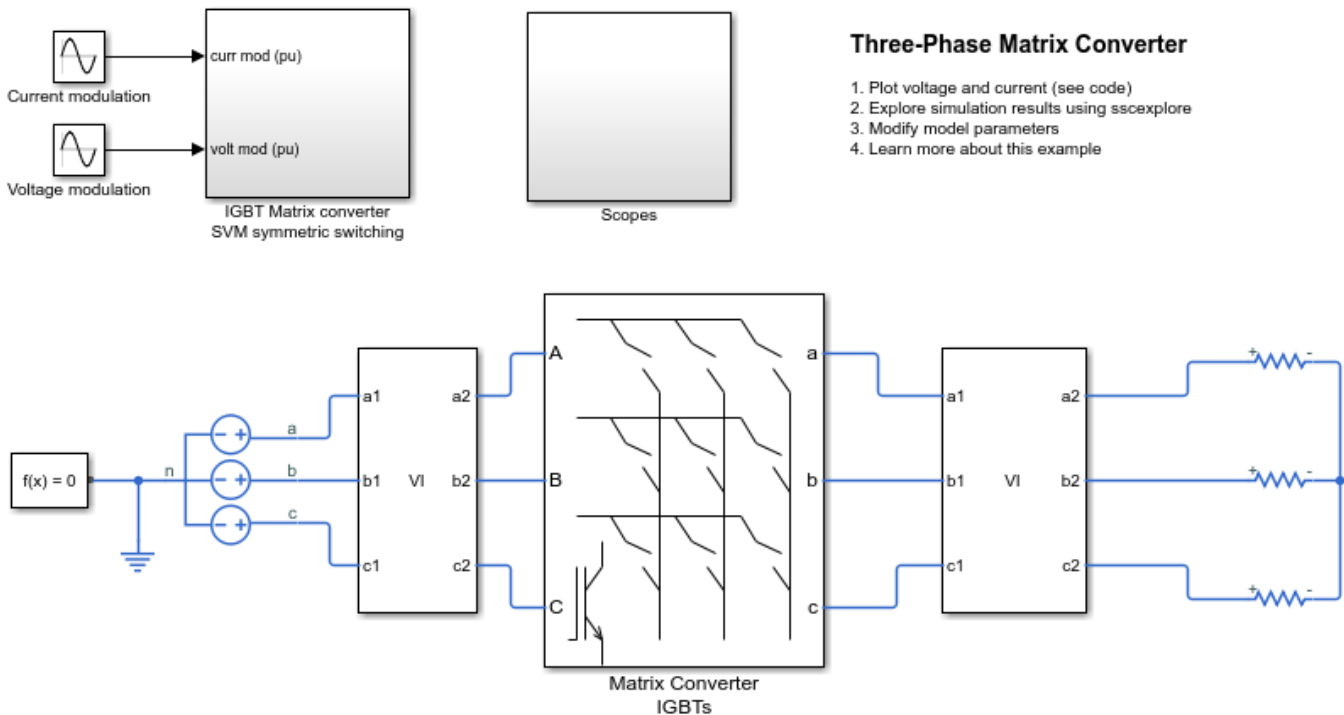 curr mod (pu)
Current modulation
volt mod (pu)
Voltage modulation
IGBT Matrix converter
SVM symmetric switching
Scopes
Three-Phase Matrix Converter
1. Plot voltage and current (see code)
2. Explore simulation results using sscexplore
3. Modify model parameters
4. Learn more about this example
f(x) = 0
n
a
b
c
a1
b1
c1
VI
a2
b2
c2
A
B
C
a
b
c
Matrix Converter
IGBTs
a1
b1
c1
VI
a2
b2
c2
+ -
+ -
+ -